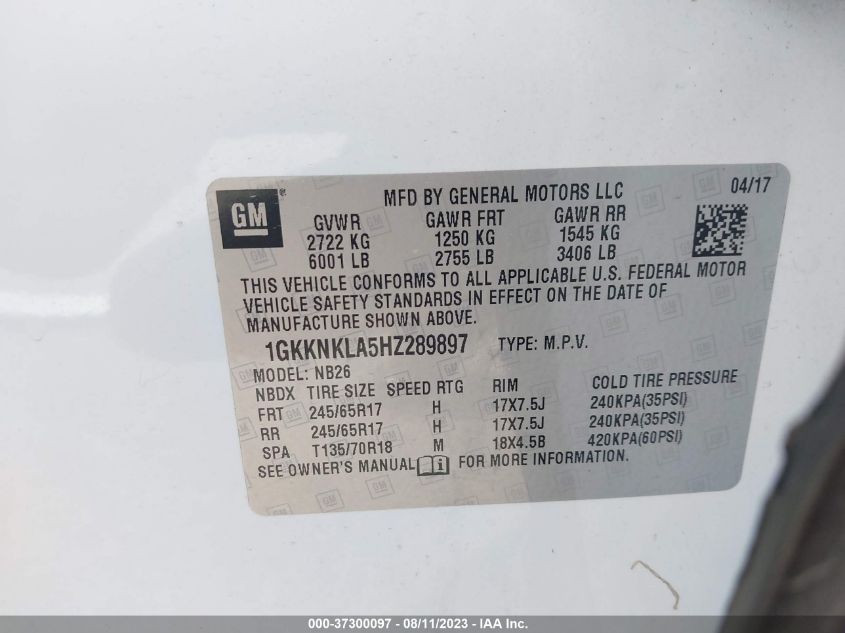 GM
MFD BY GENERAL MOTORS LLC 04/17
GVWR GAWR FRT GAWR RR
2722 KG 1250 KG 1545 KG
6001 LB 2755 LB 3406 LB
THIS VEHICLE CONFORMS TO ALL APPLICABLE U.S. FEDERAL MOTOR
VEHICLE SAFETY STANDARDS IN EFFECT ON THE DATE OF
MANUFACTURE SHOWN ABOVE.
1GKKNKLA5HZ289897 TYPE: M.P.V.
MODEL: NB26
NBDX TIRE SIZE SPEED RTG RIM COLD TIRE PRESSURE
FRT 245/65R17 H 17X7.5J 240KPA(35PSI)
RR 245/65R17 H 17X7.5J 240KPA(35PSI)
SPA T135/70R18 M 18X4.5B 420KPA(60PSI)
SEE OWNER'S MANUAL i FOR MORE INFORMATION.
000-37300097 - 08/11/2023 - IAA Inc.